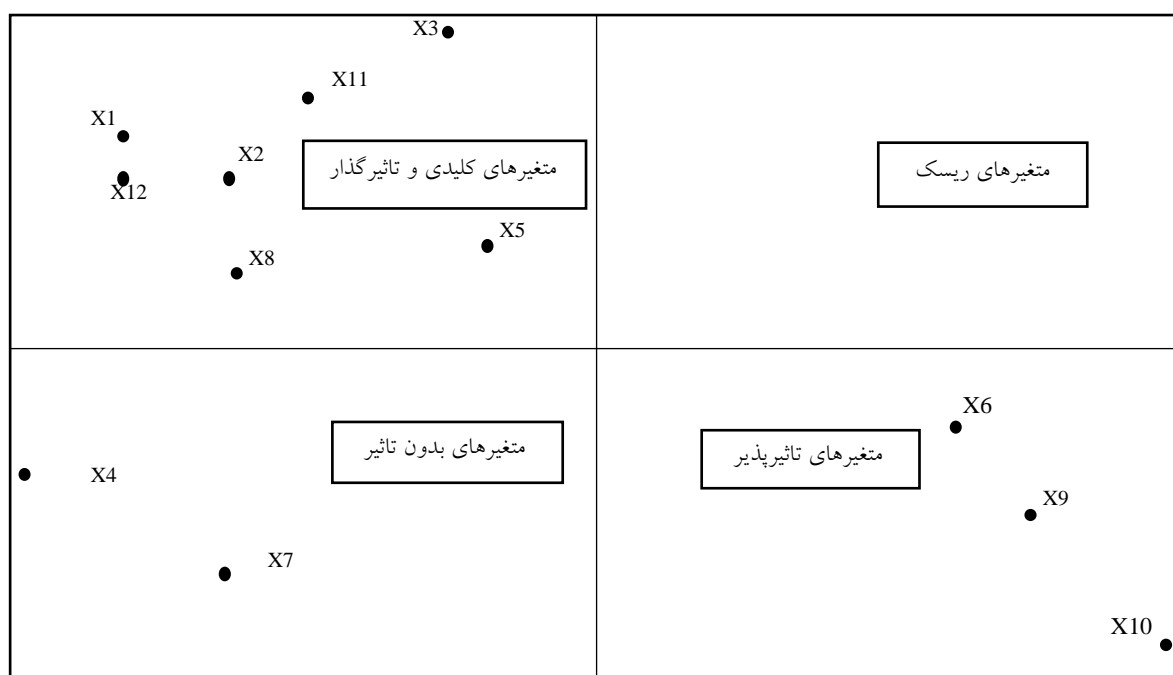 X3
X11
X1
X2
X12
متغیرهای کلیدی و تاثیرگذار
متغیرهای ریسک
X5
X8
X6
متغیرهای بدون تاثیر
متغیرهای تاثیرپذیر
X4
X9
X7
X10